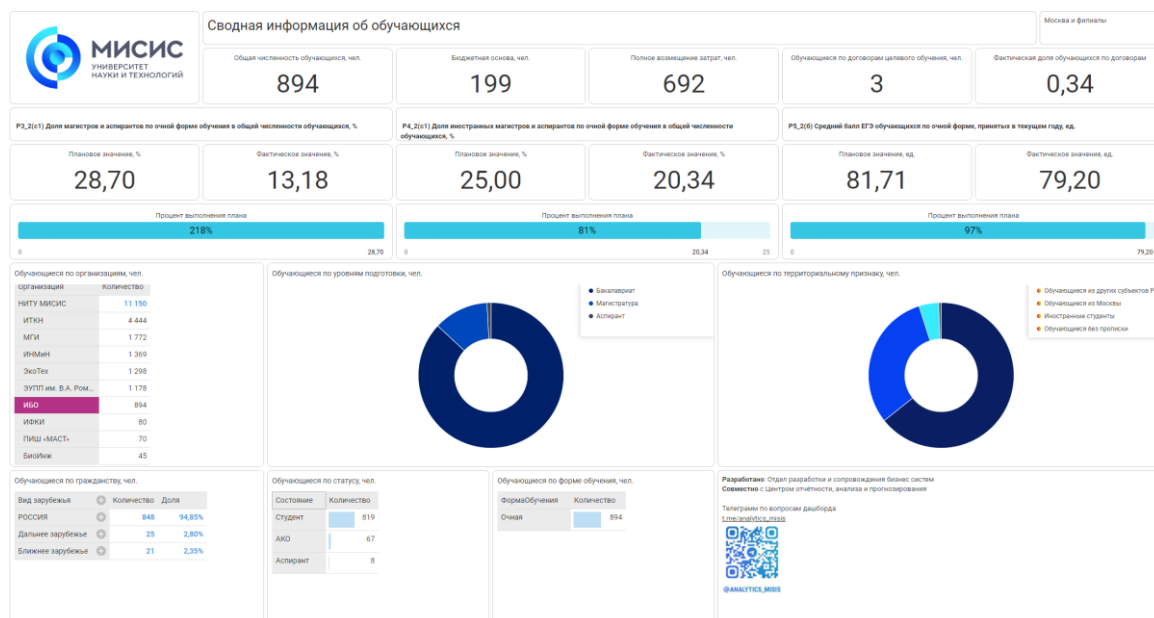 МИСИС
УНИВЕРСИТЕТ
НАУКИ И ТЕХНОЛОГИЙ
Сводная информация об обучающихся
Москва и филиалы
Общая численность обучающихся, чел.
894
Бюджетная основа, чел.
199
Полное возмещение затрат, чел.
692
Обучающиеся по договорам целевого обучения, чел.
3
Фактическая доля обучающихся по договорам
0,34
Р3_2(с1) Доля магистров и аспирантов по очной форме обучения в общей численности обучающихся, %
Р4_2(с1) Доля иностранных магистров и аспирантов по очной форме обучения в общей численности
обучающихся, %
Р5_2(б) Средний балл ЕГЭ обучающихся по очной форме, принятых в текущем году, ед.
Плановое значение, %
28,70
Фактическое значение, %
13,18
Плановое значение, %
25,00
Фактическое значение, %
20,34
Плановое значение, ед.
81,71
Фактическое значение, ед.
79,20
Процент выполнения плана
218%
0 28,70
Процент выполнения плана
81%
0 20,34 25
Процент выполнения плана
97%
0 79,20
Обучающиеся по организациям, чел.
Организация Количество
НИТУ МИСИС 11 150
ИТКН 4 444
МГИ 1 772
ИНМиН 1 369
ЭкоТех 1 298
ЭУПП им. В.А. Ром... 1 178
ИБО 894
ИФКИ 80
ПИШ «МАСТ» 70
БиоИнж 45
Обучающиеся по уровням подготовки, чел.
Бакалавриат
Магистратура
Аспирант
Обучающиеся по территориальному признаку, чел.
Обучающиеся из других субъектов Р
Обучающиеся из Москвы
Иностранные студенты
Обучающиеся без прописки
Обучающиеся по гражданству, чел.
Вид зарубежья Количество Доля
РОССИЯ 848 94,85%
Дальнее зарубежье 25 2,80%
Ближнее зарубежье 21 2,35%
Обучающиеся по статусу, чел.
Состояние Количество
Студент 819
АКО 67
Аспирант 8
Обучающиеся по форме обучения, чел.
ФормаОбучения Количество
Очная 894
Разработано: Отдел разработки и сопровождения бизнес систем
Совместно с Центром отчётности, анализа и прогнозирования
Телеграмм по вопросам дашборда
t.me/analytics_misis
@ANALYTICS_MISIS